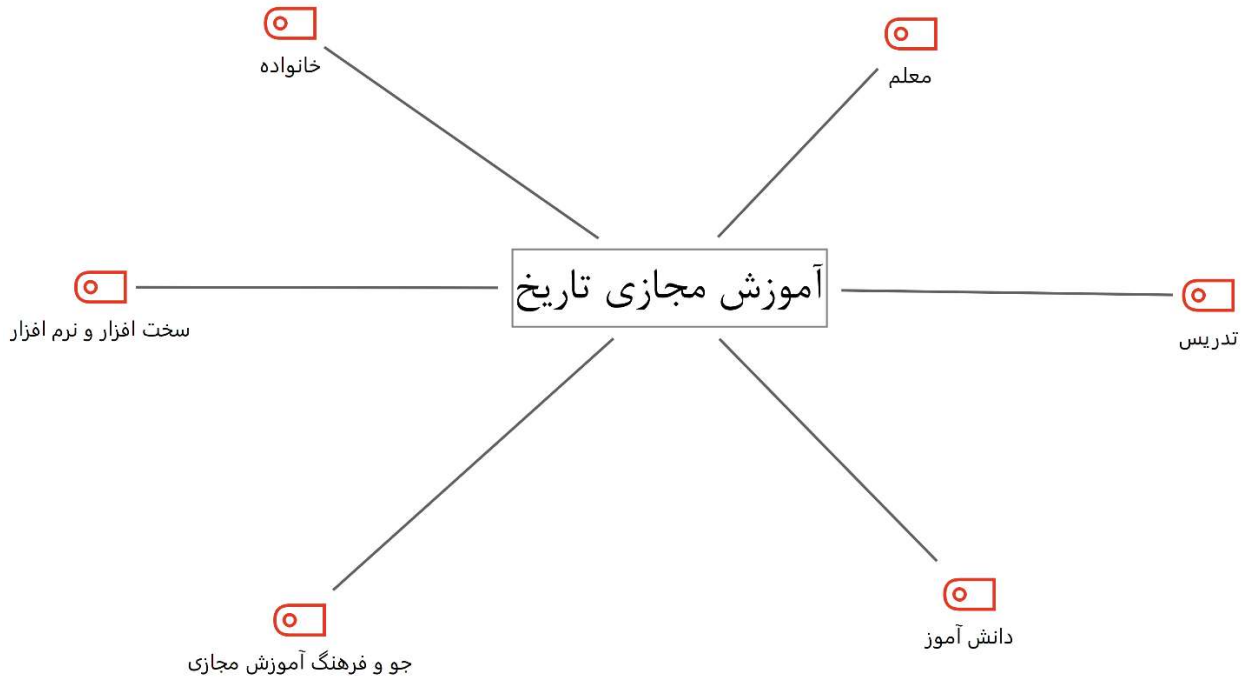 خانواده
معلم
آموزش مجازی تاریخ
سخت افزار و نرم افزار
تدریس
دانش آموز
جو و فرهنگ آموزش مجازی